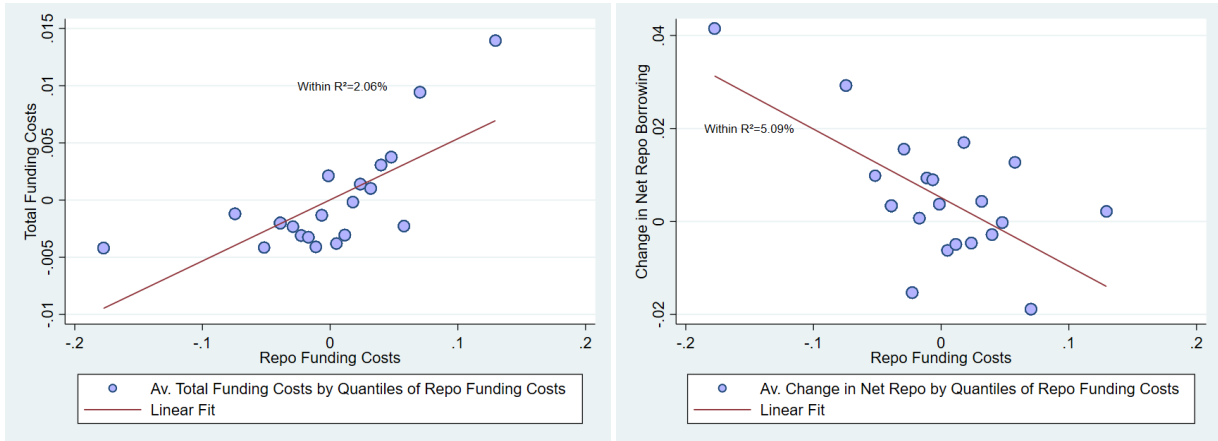 Total Funding Costs
.015
.01
.005
0
-.005
-.01
Within R²=2.06%
-.2
-.1
0
.1
.2
Repo Funding Costs
Av. Total Funding Costs by Quantiles of Repo Funding Costs
Linear Fit
Change in Net Repo Borrowing
.04
.02
0
-.02
Within R²=5.09%
-.2
-.1
0
.1
.2
Repo Funding Costs
Av. Change in Net Repo by Quantiles of Repo Funding Costs
Linear Fit